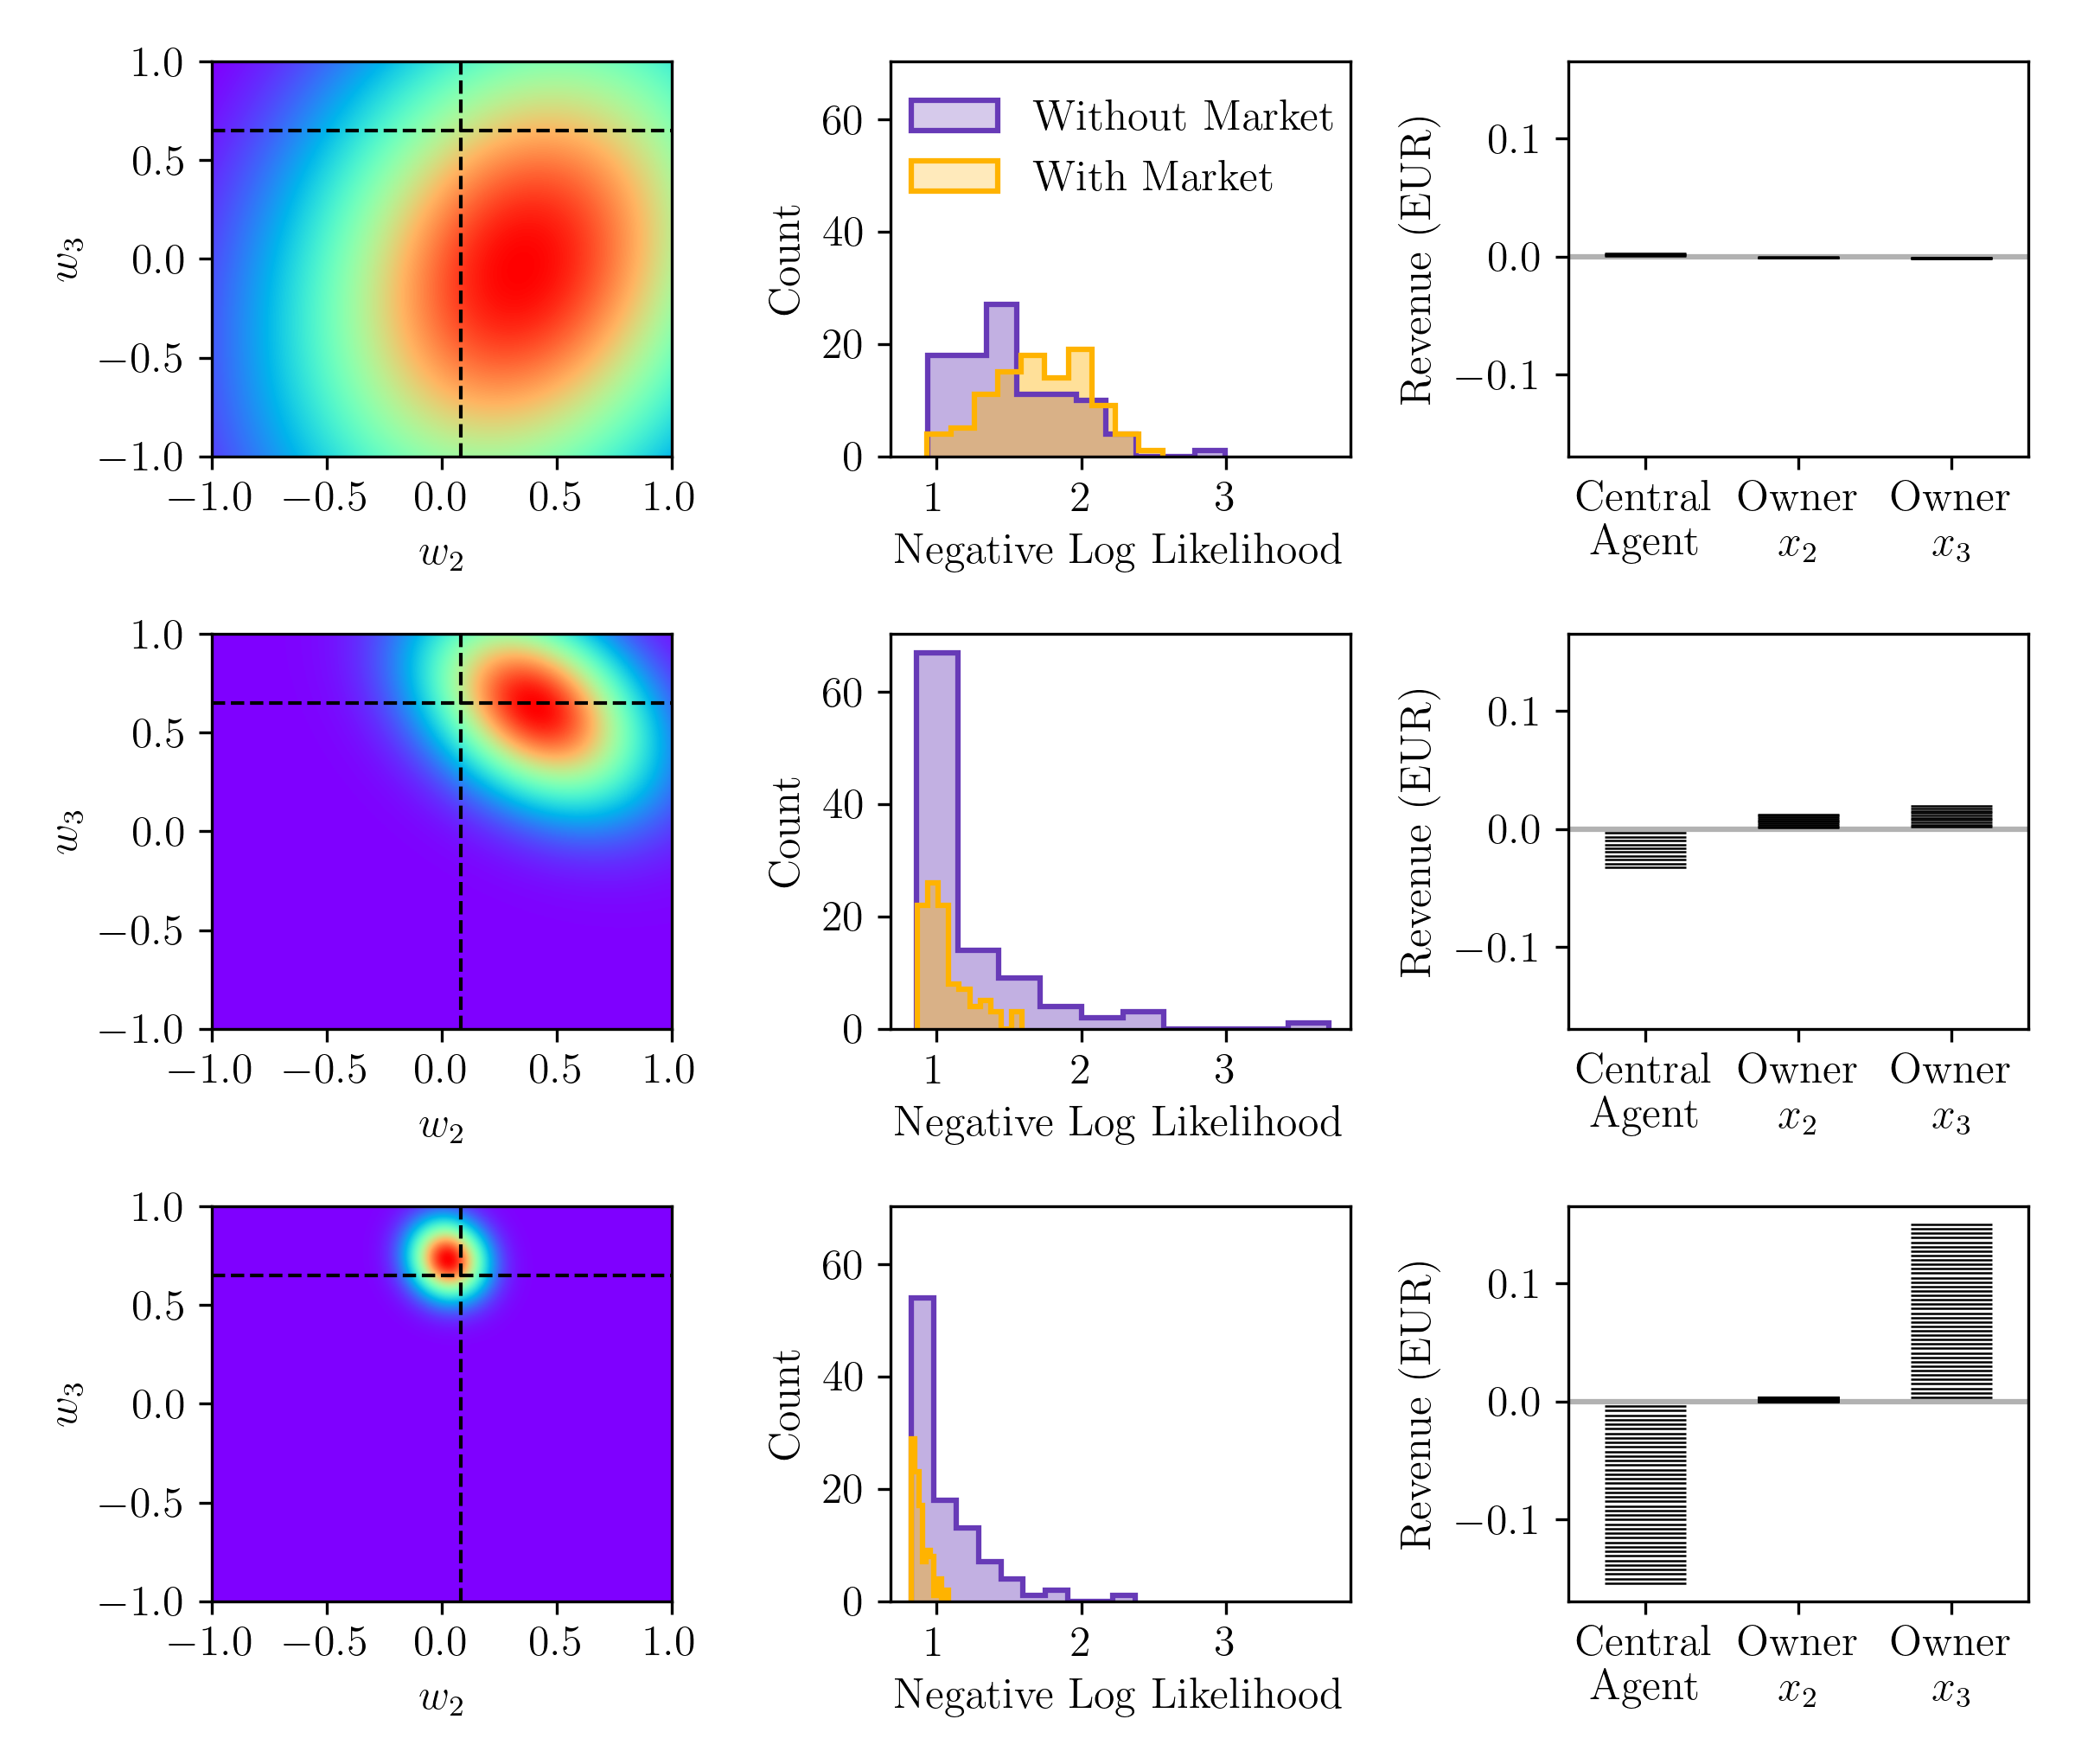 1.0
0.5
0.0
−0.5
−1.0
w3
−1.0 −0.5 0.0 0.5 1.0
w2
60
40
20
0
Count
Without Market
With Market
1 2 3
Negative Log Likelihood
0.1
0.0
−0.1
Revenue (EUR)
Central Agent
Owner x2
Owner x3
1.0
0.5
0.0
−0.5
−1.0
w3
−1.0 −0.5 0.0 0.5 1.0
w2
60
40
20
0
Count
1 2 3
Negative Log Likelihood
0.1
0.0
−0.1
Revenue (EUR)
Central Agent
Owner x2
Owner x3
1.0
0.5
0.0
−0.5
−1.0
w3
−1.0 −0.5 0.0 0.5 1.0
w2
60
40
20
0
Count
1 2 3
Negative Log Likelihood
0.1
0.0
−0.1
Revenue (EUR)
Central Agent
Owner x2
Owner x3